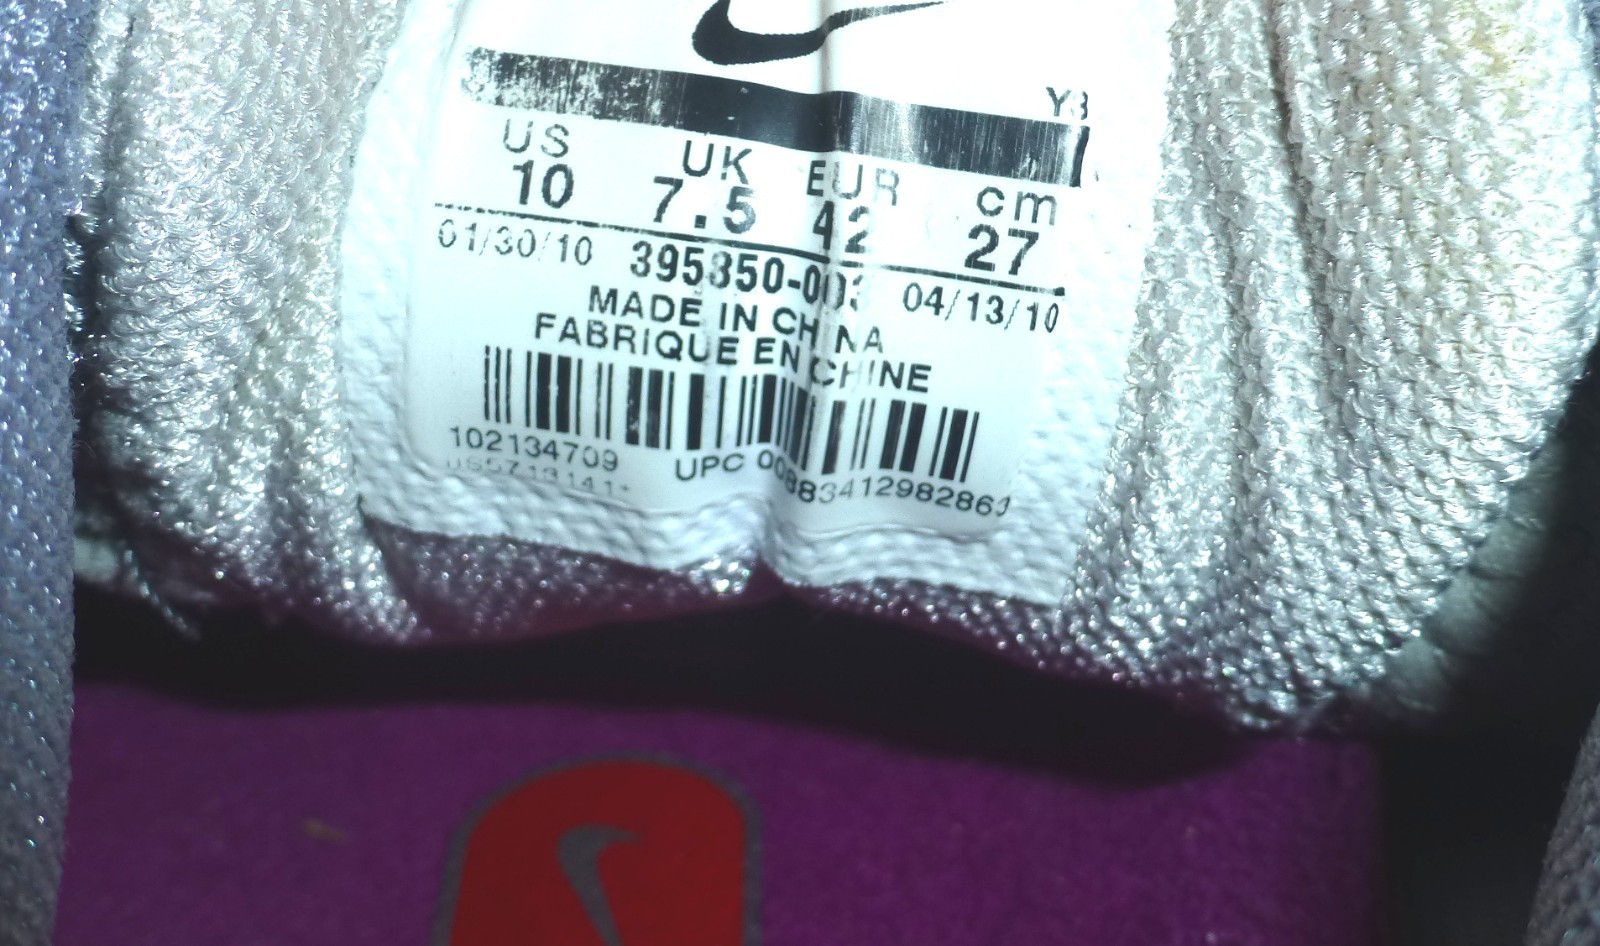 Y3
US UK EUR cm
10 7.5 42 27
01/30/10 395850-003 04/13/10
MADE IN CHINA
FABRIQUE EN CHINE
102134709 UPC 00883412982863